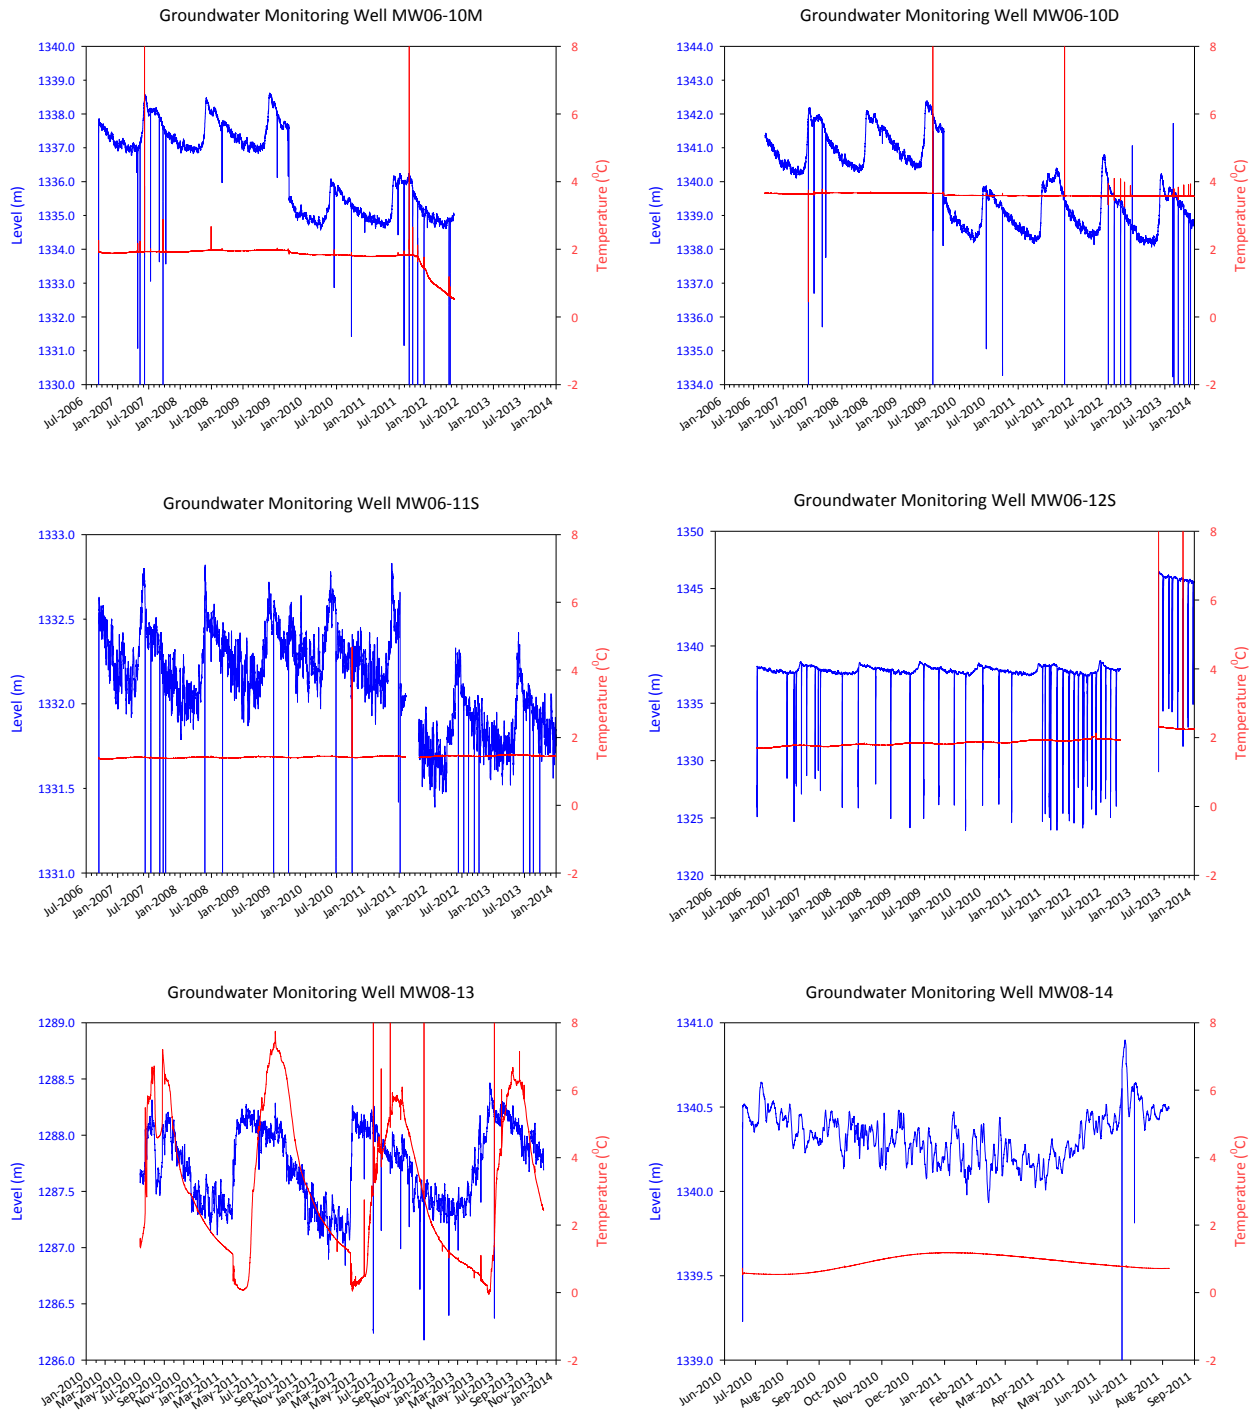 Groundwater Monitoring Well MW06-10M
1340.0
1339.0
1338.0
1337.0
1336.0
1335.0
1334.0
1333.0
1332.0
1331.0
1330.0
Level (m)
8
6
4
2
0
-2
Temperature (⁰C)
Jul-2006
Jan-2007
Jul-2007
Jan-2008
Jul-2008
Jan-2009
Jul-2009
Jan-2010
Jul-2010
Jan-2011
Jul-2011
Jan-2012
Jul-2012
Jan-2013
Jul-2013
Jan-2014
Groundwater Monitoring Well MW06-10D
1344.0
1343.0
1342.0
1341.0
1340.0
1339.0
1338.0
1337.0
1336.0
1335.0
1334.0
Level (m)
8
6
4
2
0
-2
Temperature (⁰C)
Jan-2006
Jul-2006
Jan-2007
Jul-2007
Jan-2008
Jul-2008
Jan-2009
Jul-2009
Jan-2010
Jul-2010
Jan-2011
Jul-2011
Jan-2012
Jul-2012
Jan-2013
Jul-2013
Jan-2014
Groundwater Monitoring Well MW06-11S
1333.0
1332.5
1332.0
1331.5
1331.0
Level (m)
8
6
4
2
0
-2
Temperature (⁰C)
Jul-2006
Jan-2007
Jul-2007
Jan-2008
Jul-2008
Jan-2009
Jul-2009
Jan-2010
Jul-2010
Jan-2011
Jul-2011
Jan-2012
Jul-2012
Jan-2013
Jul-2013
Jan-2014
Groundwater Monitoring Well MW06-12S
1350
1345
1340
1335
1330
1325
1320
Level (m)
8
6
4
2
0
-2
Temperature (⁰C)
Jan-2006
Jul-2006
Jan-2007
Jul-2007
Jan-2008
Jul-2008
Jan-2009
Jul-2009
Jan-2010
Jul-2010
Jan-2011
Jul-2011
Jan-2012
Jul-2012
Jan-2013
Jul-2013
Jan-2014
Groundwater Monitoring Well MW08-13
1289.0
1288.5
1288.0
1287.5
1287.0
1286.5
1286.0
Level (m)
8
6
4
2
0
-2
Temperature (⁰C)
Jan-2010
Mar-2010
May-2010
Jul-2010
Sep-2010
Nov-2010
Jan-2011
Mar-2011
May-2011
Jul-2011
Sep-2011
Nov-2011
Jan-2012
Mar-2012
May-2012
Jul-2012
Sep-2012
Nov-2012
Jan-2013
Mar-2013
May-2013
Jul-2013
Sep-2013
Nov-2013
Jan-2014
Groundwater Monitoring Well MW08-14
1341.0
1340.5
1340.0
1339.5
1339.0
Level (m)
8
6
4
2
0
-2
Temperature (⁰C)
Jun-2010
Jul-2010
Aug-2010
Sep-2010
Oct-2010
Nov-2010
Dec-2010
Jan-2011
Feb-2011
Mar-2011
Apr-2011
May-2011
Jun-2011
Jul-2011
Aug-2011
Sep-2011